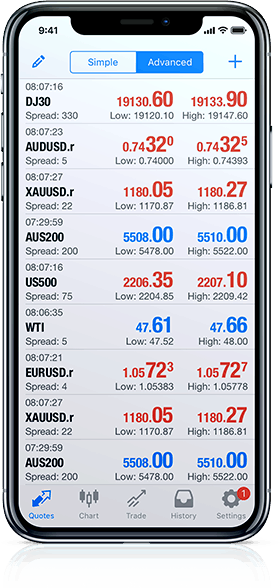 9:41
Simple Advanced
08:07:16
DJ30 19130.60 19133.90
Spread: 330 Low: 19120.10 High: 19147.60
08:07:23
AUDUSD.r 0.74320 0.74325
Spread: 5 Low: 0.74000 High: 0.74393
08:07:27
XAUUSD.r 1180.05 1180.27
Spread: 22 Low: 1170.87 High: 1186.81
07:29:59
AUS200 5508.00 5510.00
Spread: 200 Low: 5478.00 High: 5522.00
08:07:16
US500 2206.35 2207.10
Spread: 75 Low: 2204.85 High: 2209.42
08:06:35
WTI 47.61 47.66
Spread: 5 Low: 47.52 High: 48.00
08:07:21
EURUSD.r 1.05723 1.05727
Spread: 4 Low: 1.05383 High: 1.05778
08:07:27
XAUUSD.r 1180.05 1180.27
Spread: 22 Low: 1170.87 High: 1186.81
07:29:59
AUS200 5508.00 5510.00
Spread: 200 Low: 5478.00 High: 5522.00
1
Quotes Chart Trade History Settings